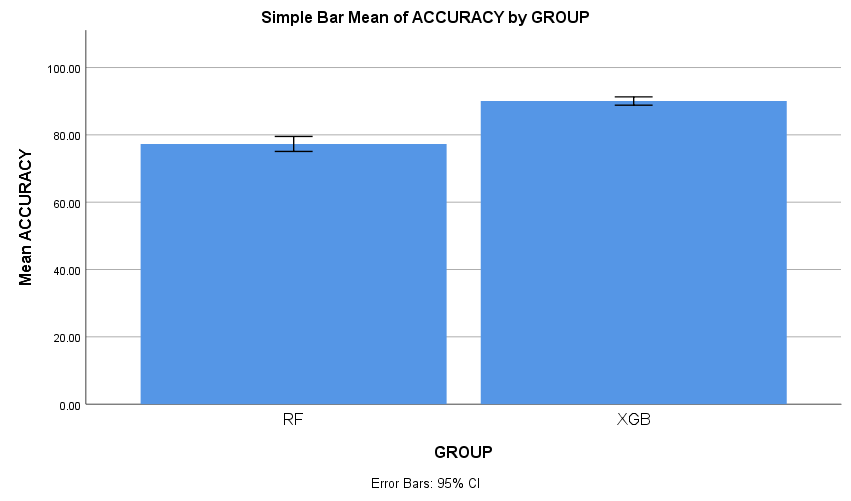 Simple Bar Mean of ACCURACY by GROUP
100.00
80.00
60.00
40.00
20.00
0.00
Mean ACCURACY
RF
XGB
GROUP
Error Bars: 95% CI